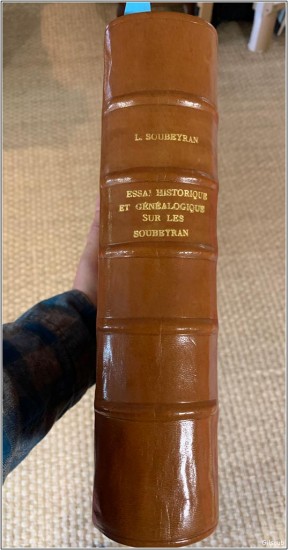 L. SOUBEYRAN
ESSAI HISTORIQUE
ET GÉNÉALOGIQUE
SUR LES
SOUBEYRAN